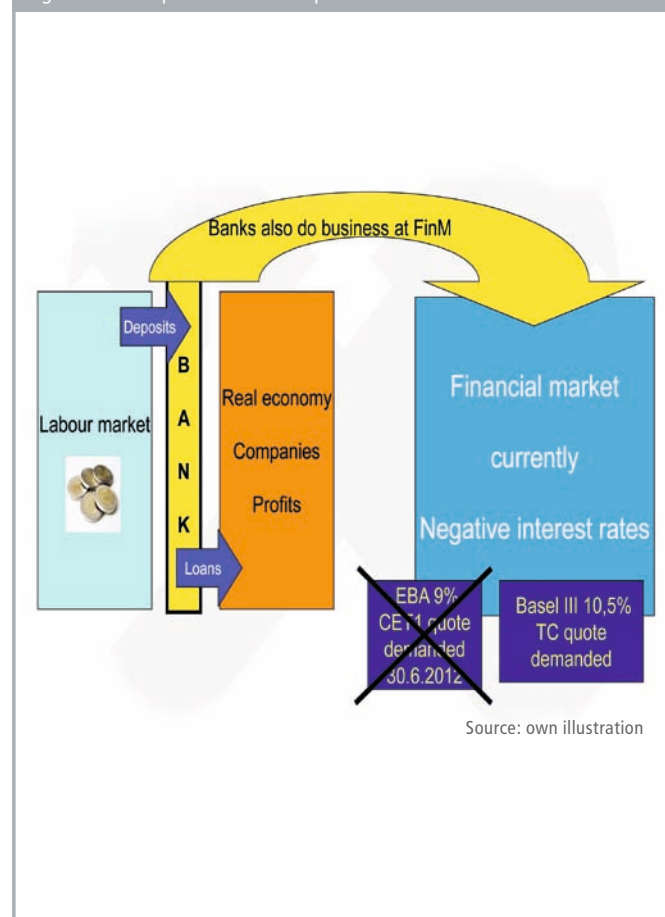 Banks also do business at FinM
Deposits
B
A
N
K
Labour market
Loans
Real economy
Companies
Profits
Financial market
currently
Negative interest rates
EBA 9%
CET1 quote
demanded
30.6.2012
Basel III 10,5%
TC quote
demanded
Source: own illustration